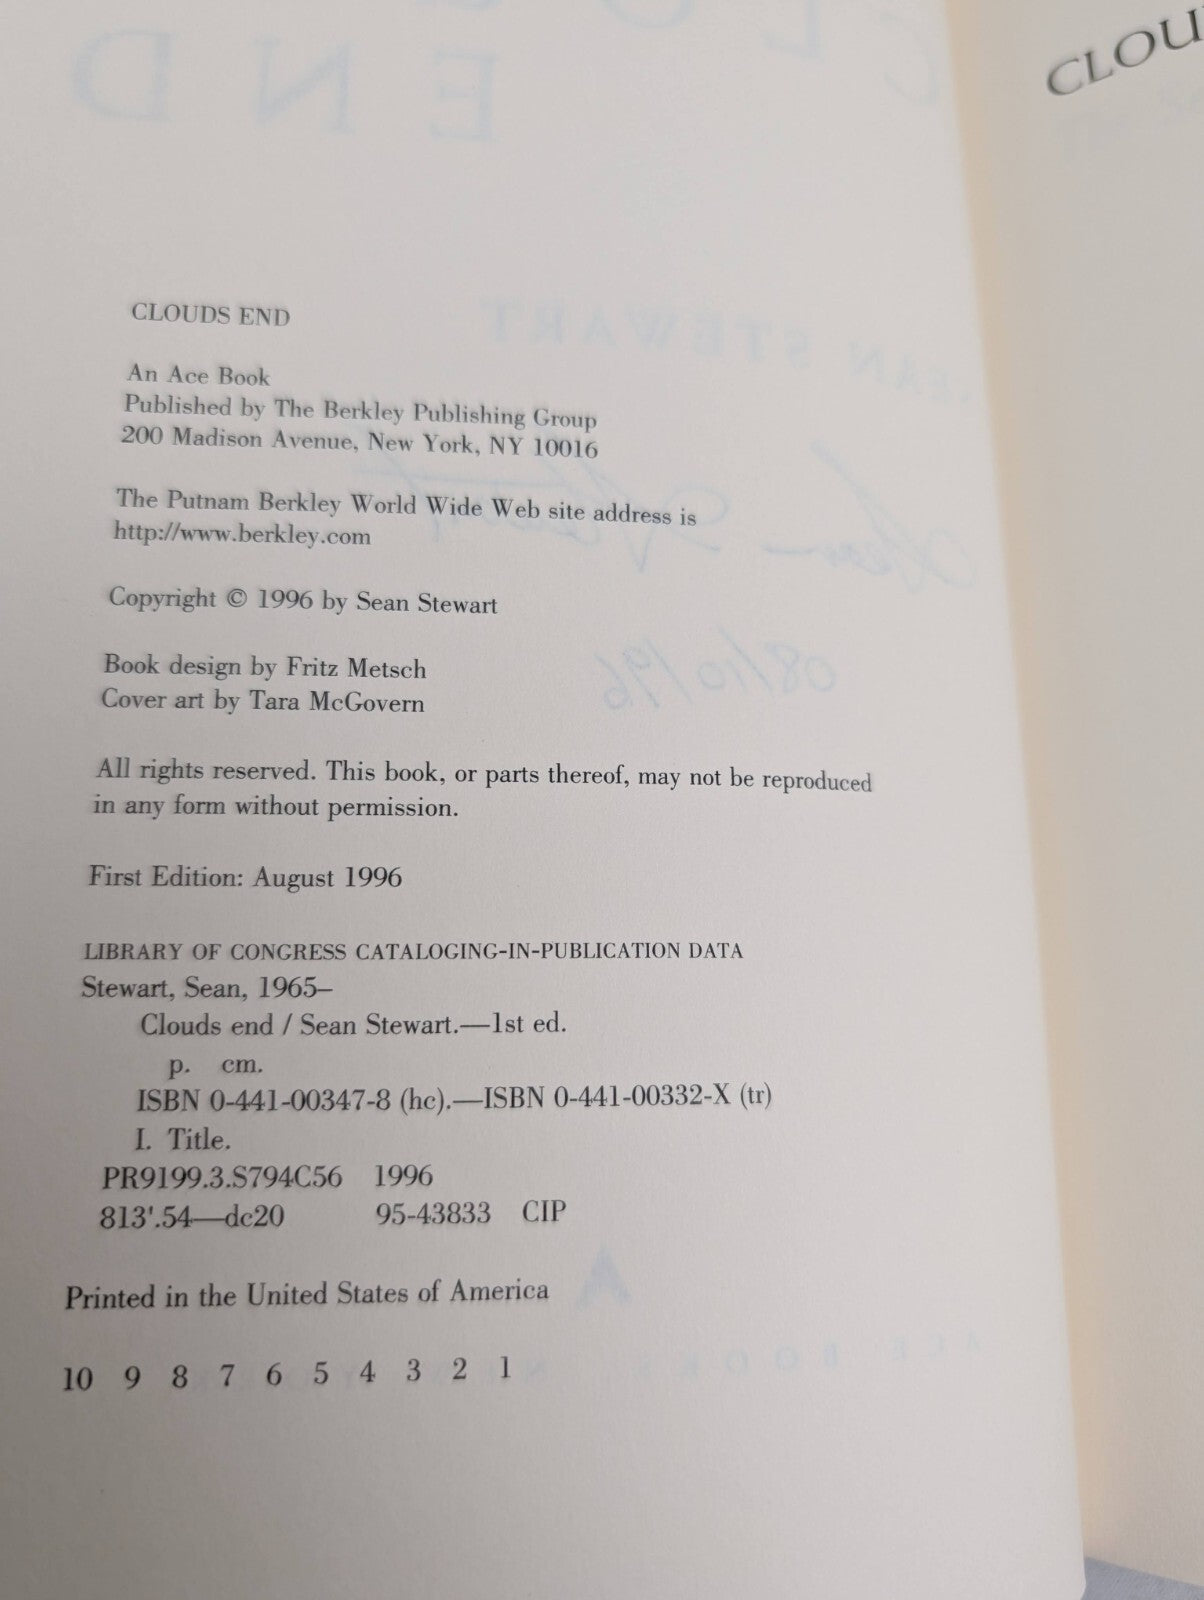 CLOU
CLOUDS END
An Ace Book
Published by The Berkley Publishing Group
200 Madison Avenue, New York, NY 10016
The Putnam Berkley World Wide Web site address is
http://www.berkley.com
Copyright © 1996 by Sean Stewart
Book design by Fritz Metsch
Cover art by Tara McGovern
All rights reserved. This book, or parts thereof, may not be reproduced
in any form without permission.
First Edition: August 1996
LIBRARY OF CONGRESS CATALOGING-IN-PUBLICATION DATA
Stewart, Sean, 1965–
Clouds end / Sean Stewart.—1st ed.
p. cm.
ISBN 0-441-00347-8 (hc).—ISBN 0-441-00332-X (tr)
I. Title.
PR9199.3.S794C56 1996
813'.54—dc20 95-43833 CIP
Printed in the United States of America
10 9 8 7 6 5 4 3 2 1